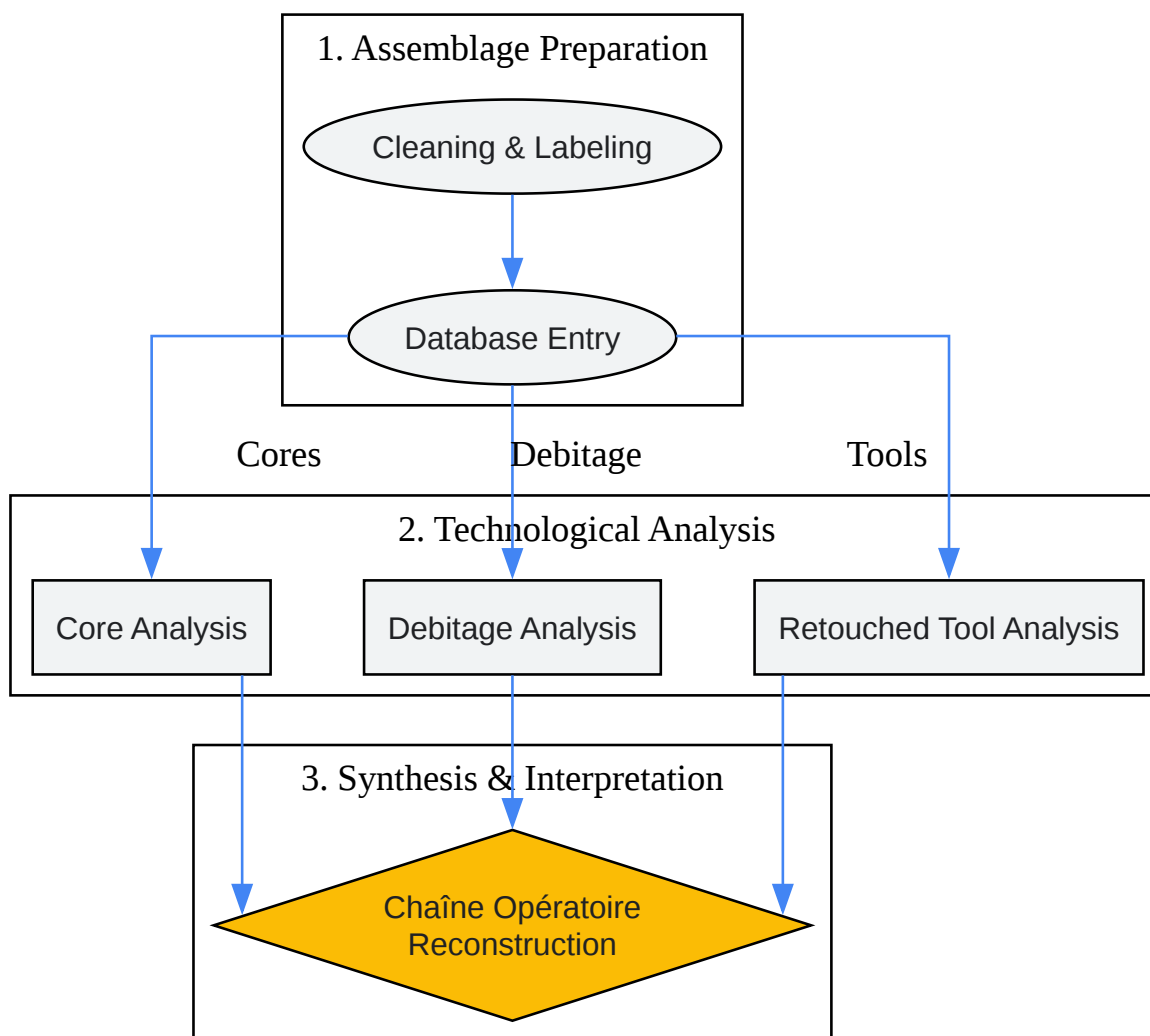 1. Assemblage Preparation
Cleaning & Labeling
Database Entry
Cores
Debitage
Tools
2. Technological Analysis
Core Analysis
Debitage Analysis
Retouched Tool Analysis
3. Synthesis & Interpretation
Chaîne Opératoire
Reconstruction